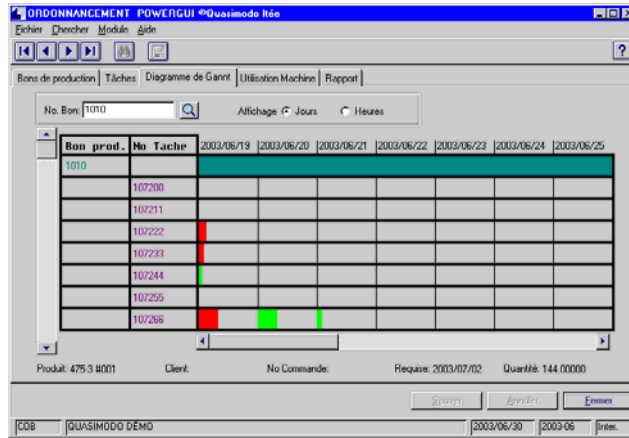 ORDONNANCEMENT POWERGUI ©Quasimodo ltée
Fichier Chercher Module Aide
?
Bons de production Tâches Diagramme de Gannt Utilisation Machine Rapport
No. Bon: 1010 Affichage Jours Heures
Bon prod. No Tache 2003/06/19 2003/06/20 2003/06/21 2003/06/22 2003/06/23 2003/06/24 2003/06/25
1010
107200
107211
107222
107233
107244
107255
107266
Produit: 475-3 #001 Client: No Commande: Requise: 2003/07/02 Quantité: 144.00000
Annuler Fermer
COB QUASIMODO DÉMO 2003/06/30 2003-06 Inter.